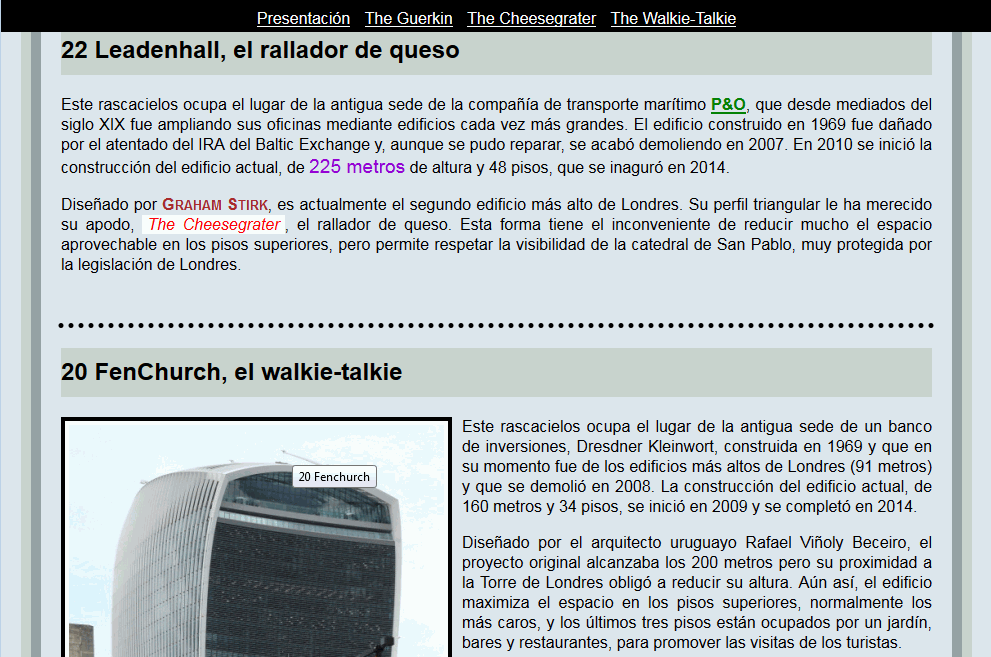 Presentación The Guerkin The Cheesegrater The Walkie-Talkie
22 Leadenhall, el rallador de queso
Este rascacielos ocupa el lugar de la antigua sede de la compañía de transporte marítimo P&O, que desde mediados del
siglo XIX fue ampliando sus oficinas mediante edificios cada vez más grandes. El edificio construido en 1969 fue dañado
por el atentado del IRA del Baltic Exchange y, aunque se pudo reparar, se acabó demoliendo en 2007. En 2010 se inició la
construcción del edificio actual, de 225 metros de altura y 48 pisos, que se inaguró en 2014.
Diseñado por GRAHAM STIRK, es actualmente el segundo edificio más alto de Londres. Su perfil triangular le ha merecido
su apodo, The Cheesegrater, el rallador de queso. Esta forma tiene el inconveniente de reducir mucho el espacio
aprovechable en los pisos superiores, pero permite respetar la visibilidad de la catedral de San Pablo, muy protegida por
la legislación de Londres.
20 FenChurch, el walkie-talkie
20 Fenchurch
Este rascacielos ocupa el lugar de la antigua sede de un banco
de inversiones, Dresdner Kleinwort, construida en 1969 y que en
su momento fue de los edificios más altos de Londres (91 metros)
y que se demolió en 2008. La construcción del edificio actual, de
160 metros y 34 pisos, se inició en 2009 y se completó en 2014.
Diseñado por el arquitecto uruguayo Rafael Viñoly Beceiro, el
proyecto original alcanzaba los 200 metros pero su proximidad a
la Torre de Londres obligó a reducir su altura. Aún así, el edificio
maximiza el espacio en los pisos superiores, normalmente los
más caros, y los últimos tres pisos están ocupados por un jardín,
bares y restaurantes, para promover las visitas de los turistas.